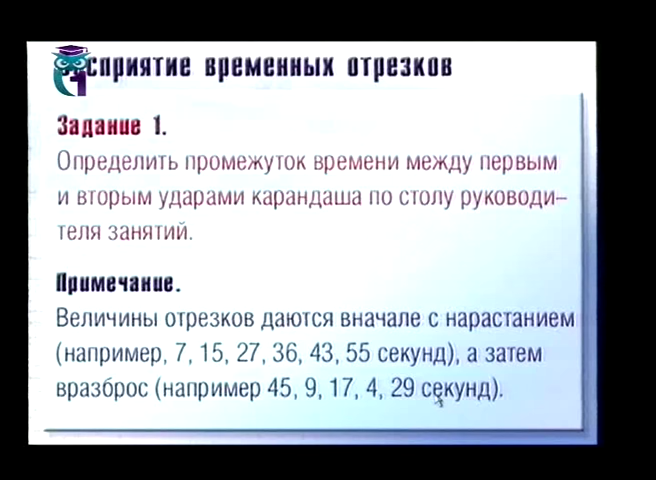 восприятие временных отрезков
Задание 1.
Определить промежуток времени между первым
и вторым ударами карандаша по столу руководи–
теля занятий.
Примечание.
Величины отрезков даются вначале с нарастанием
(например, 7, 15, 27, 36, 43, 55 секунд), а затем
вразброс (например 45, 9, 17, 4, 29 секунд).